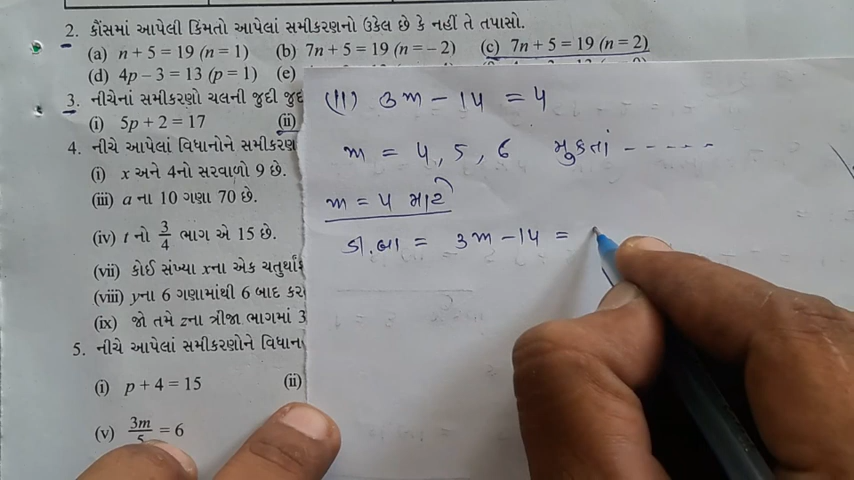 2. કૌંસમાં આપેલી કિંમતો આપેલાં સમીકરણનો ઉકેલ છે કે નહીં તે તપાસો.
(a) n + 5 = 19 (n = 1) (b) 7n + 5 = 19 (n = – 2) (c) 7n + 5 = 19 (n = 2)
(d) 4p – 3 = 13 (p = 1) (e)
3. નીચેનાં સમીકરણો ચલની જુદી જુદ
(i) 5p + 2 = 17 (ii)
4. નીચે આપેલાં વિધાનોને સમીકરણ
(i) x અને 4નો સરવાળો 9 છે.
(iii) a ના 10 ગણા 70 છે.
(iv) t નો 3/4 ભાગ એ 15 છે.
(vii) કોઈ સંખ્યા xના એક ચતુર્થાંશ
(viii) yના 6 ગણામાંથી 6 બાદ કર
(ix) જો તમે zના ત્રીજા ભાગમાં 3
5. નીચે આપેલાં સમીકરણોને વિધાન
(i) p + 4 = 15 (ii)
(v) 3m/5 = 6
(ii) 3m – 14 = 4
m = 4, 5, 6 મુકતાં - - - - -
m = 4 માટે
ડા.બા = 3m – 14 =